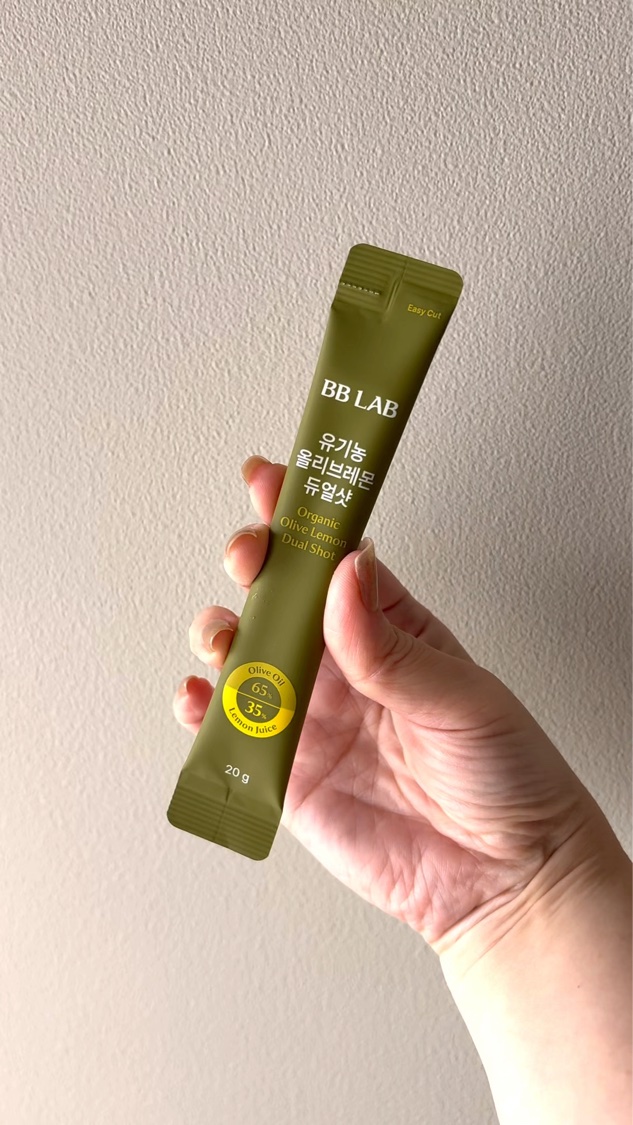 Easy Cut
BB LAB
유기농
올리브레몬
듀얼샷
Organic
Olive Lemon
Dual Shot
Olive Oil
65%
35%
Lemon Juice
20 g